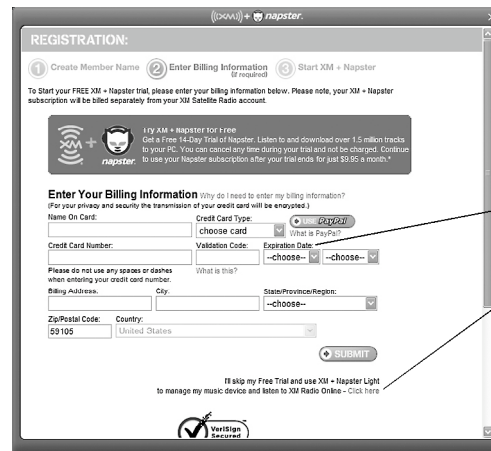 ((XM)) + napster.
REGISTRATION:
1 Create Member Name 2 Enter Billing Information (if required) 3 Start XM + Napster
To Start your FREE XM + Napster trial, please enter your billing information below. Please note, your XM + Napster
subscription will be billed separately from your XM Satellite Radio account.
Try XM + Napster for Free
Get a Free 14-Day Trial of Napster. Listen to and download over 1.5 million tracks
to your PC. You can cancel any time during your trial and not be charged. Continue
to use your Napster subscription after your trial ends for just $9.95 a month.*
XM + napster.
Enter Your Billing Information Why do I need to enter my billing information?
(For your privacy and security the transmission of your credit card will be encrypted.)
Name On Card: Credit Card Type: USE PayPal
choose card What is PayPal?
Credit Card Number: Validation Code: Expiration Date:
--choose-- --choose--
Please do not use any spaces or dashes What is this?
when entering your credit card number.
Billing Address: City: State/Province/Region:
--choose--
Zip/Postal Code: Country:
59105 United States
SUBMIT
I'll skip my Free Trial and use XM + Napster Light
to manage my music device and listen to XM Radio Online - Click here
VeriSign
Secured